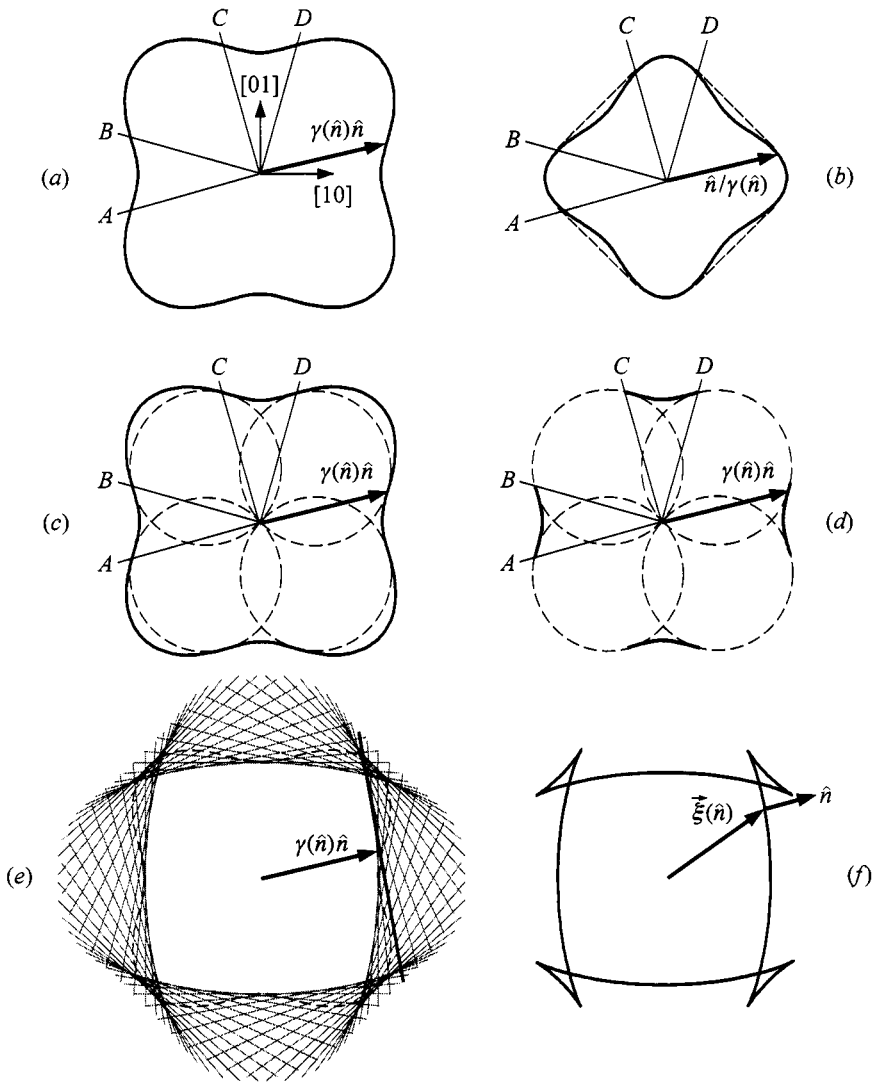 C D
[01]
B
γ(n̂)n̂
(a)
[10]
A
C D
B
n̂/γ(n̂)
(b)
A
C D
B
γ(n̂)n̂
(c)
A
C D
B
γ(n̂)n̂
(d)
A
γ(n̂)n̂
(e)
ξ⃗(n̂)
n̂
(f)